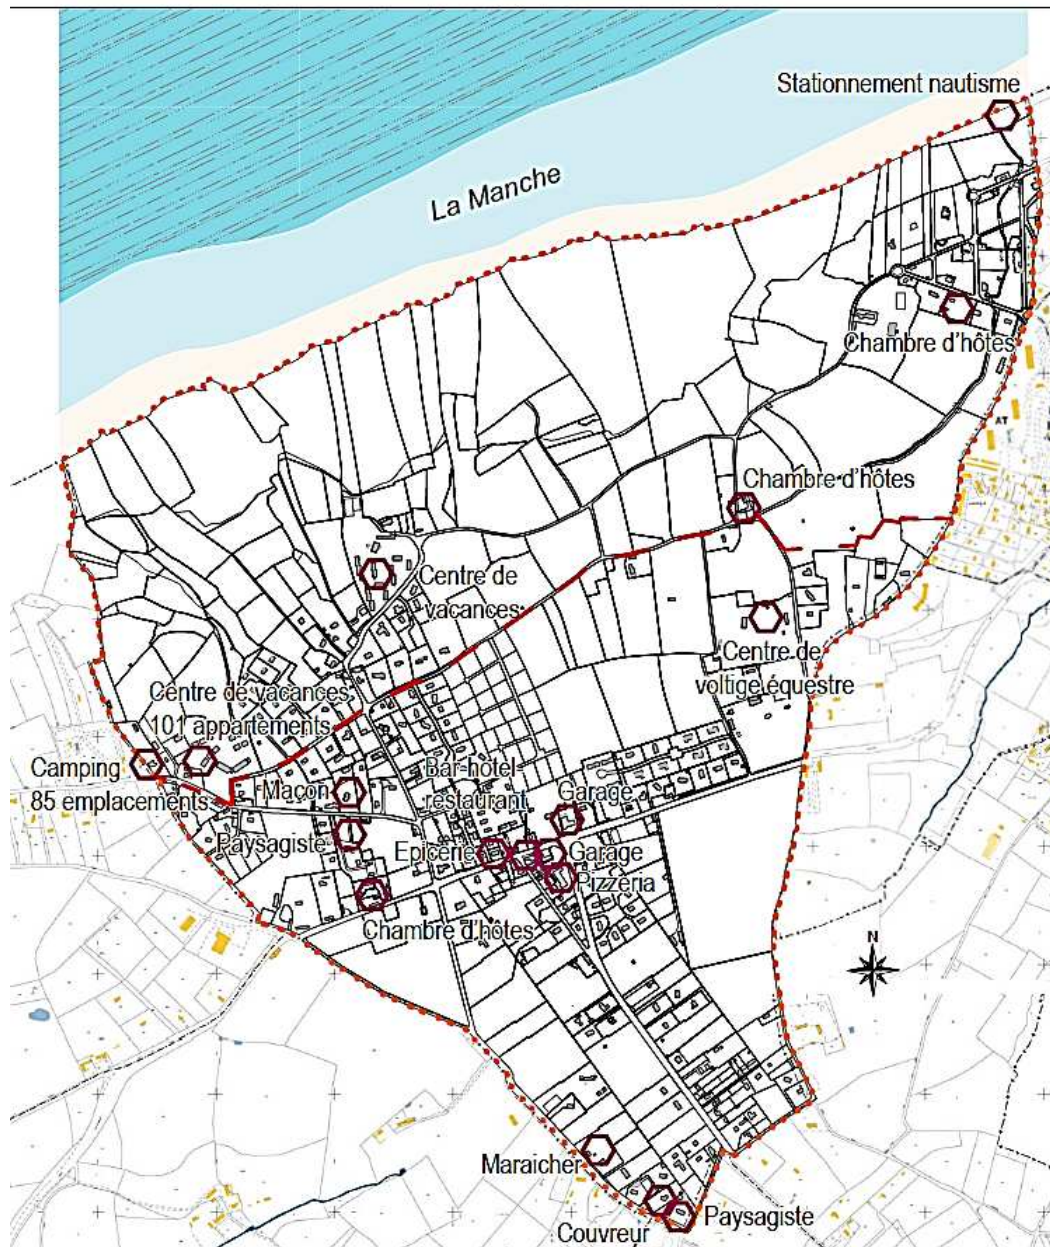 Stationnement nautisme
La Manche
Chambre d'hôtes
Chambre d'hôtes
AT
Centre de
vacances
Centre de
voltige équestre
Centre de vacances
101 appartements
Camping
85 emplacements
Maçon
Bar-hôtel
restaurant
Garage
Paysagiste
Epicerie
Garage
Pizzeria
Chambre d'hôtes
N
Maraicher
Couvreur
Paysagiste